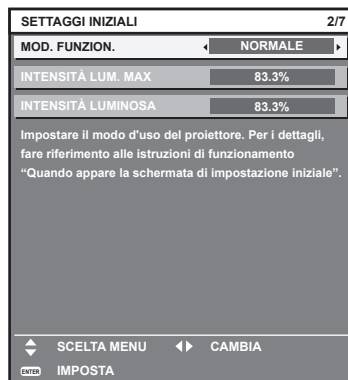 SETTAGGI INIZIALI 2/7
MOD. FUNZION. NORMALE
INTENSITÀ LUM. MAX 83.3%
INTENSITÀ LUMINOSA 83.3%
Impostare il modo d'uso del proiettore. Per i dettagli,
fare riferimento alle istruzioni di funzionamento
“Quando appare la schermata di impostazione iniziale”.
SCELTA MENU CAMBIA
ENTER IMPOSTA